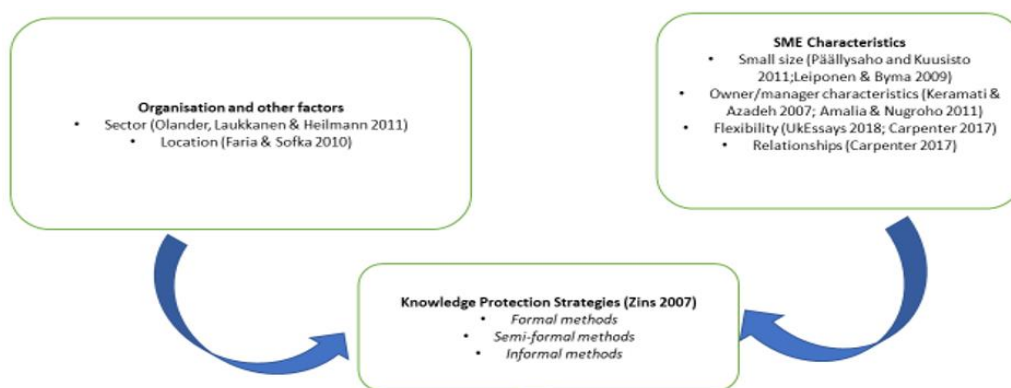 Organisation and other factors
• Sector (Olander, Laukkanen & Heilmann 2011)
• Location (Faria & Sofka 2010)
SME Characteristics
• Small size (Päällysaho and Kuusisto
2011;Leiponen & Byma 2009)
• Owner/manager characteristics (Keramati &
Azadeh 2007; Amalia & Nugroho 2011)
• Flexibility (UkEssays 2018; Carpenter 2017)
• Relationships (Carpenter 2017)
Knowledge Protection Strategies (Zins 2007)
• Formal methods
• Semi-formal methods
• Informal methods